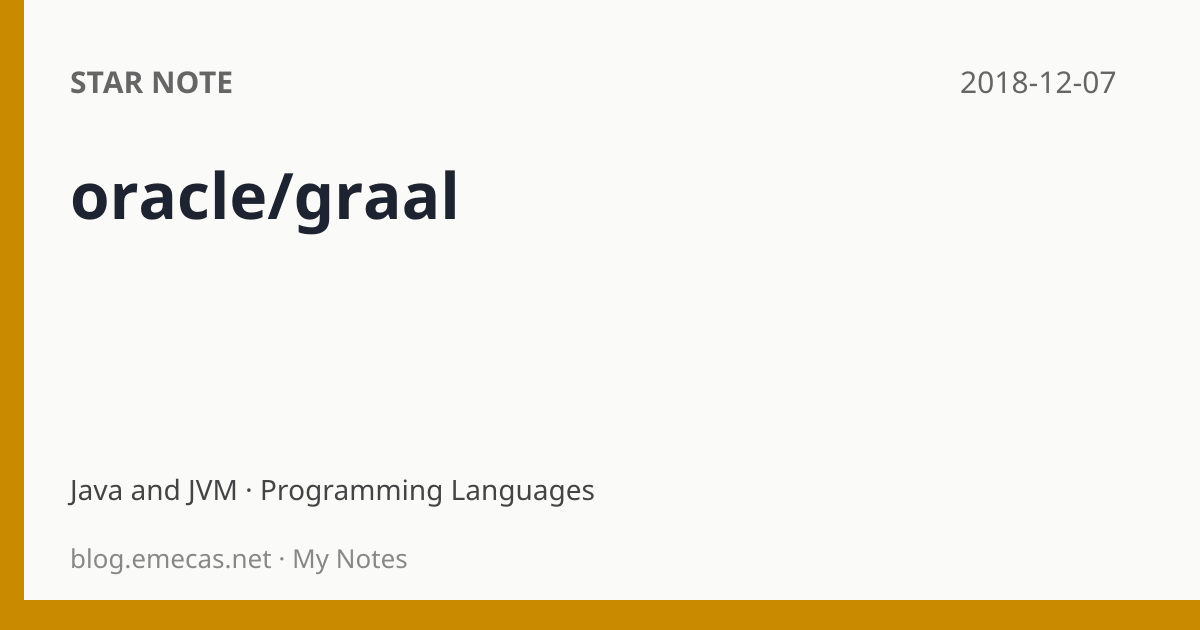 STAR NOTE
2018-12-07
oracle/graal
Java and JVM · Programming Languages
blog.emecas.net · My Notes